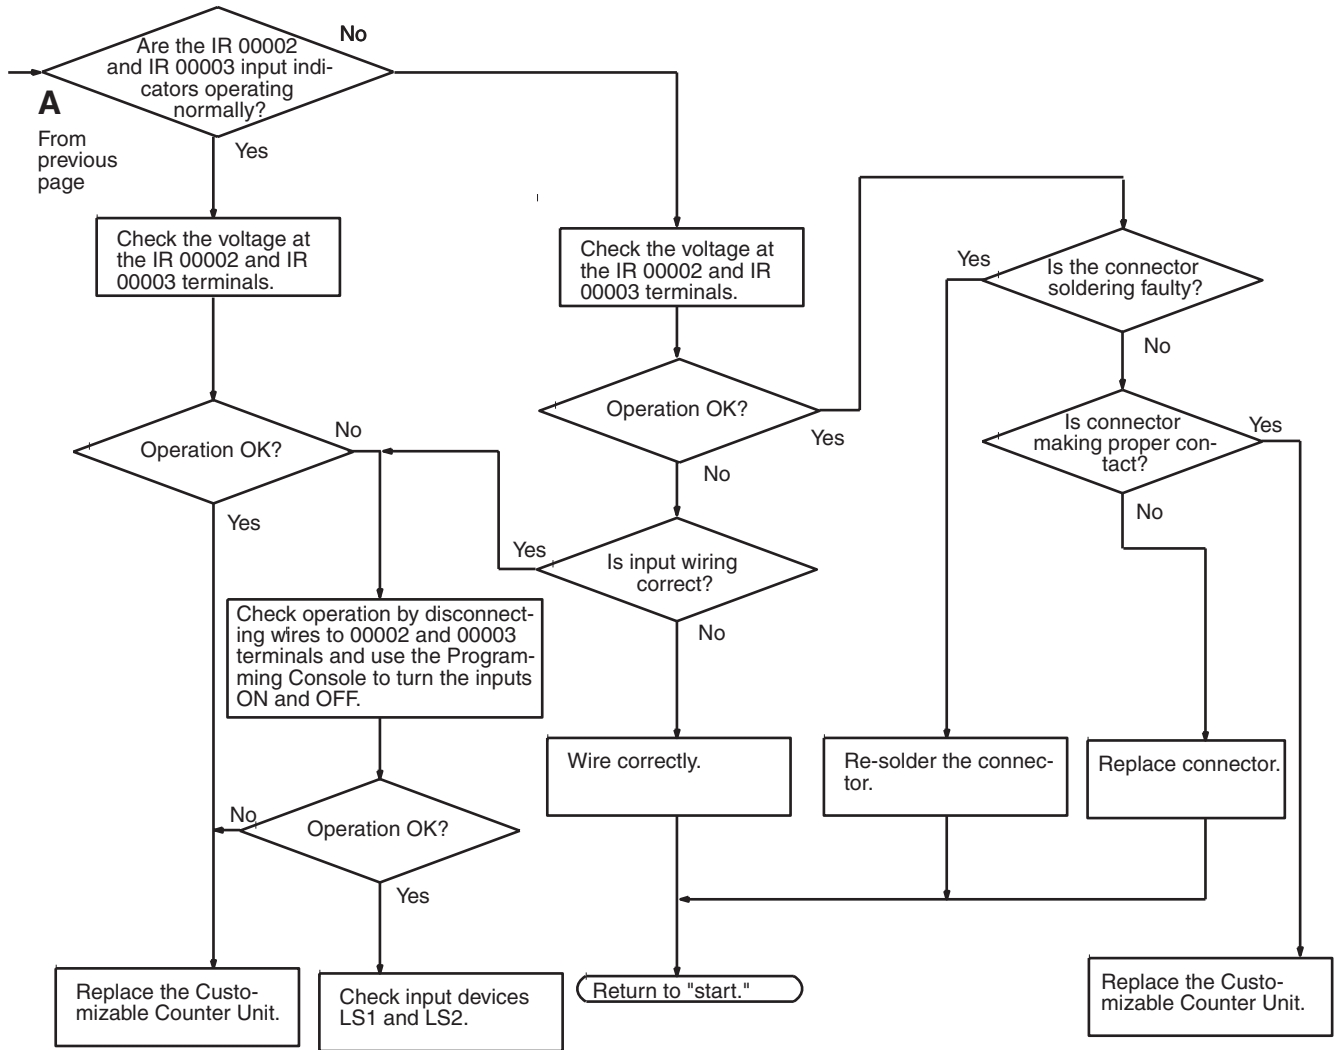 No
Are the IR 00002
and IR 00003 input indi-
cators operating
normally?
A
From
previous
page
Yes
Check the voltage at
the IR 00002 and IR
00003 terminals.
Check the voltage at
the IR 00002 and IR
00003 terminals.
Yes
Is the connector
soldering faulty?
No
Operation OK?
Yes
No
Is connector
making proper con-
tact?
Yes
No
Operation OK?
No
Yes
Yes
Is input wiring
correct?
No
Check operation by disconnect-
ing wires to 00002 and 00003
terminals and use the Program-
ming Console to turn the inputs
ON and OFF.
Wire correctly.
Re-solder the connec-
tor.
Replace connector.
No
Operation OK?
Yes
Replace the Custo-
mizable Counter Unit.
Check input devices
LS1 and LS2.
Return to "start."
Replace the Custo-
mizable Counter Unit.